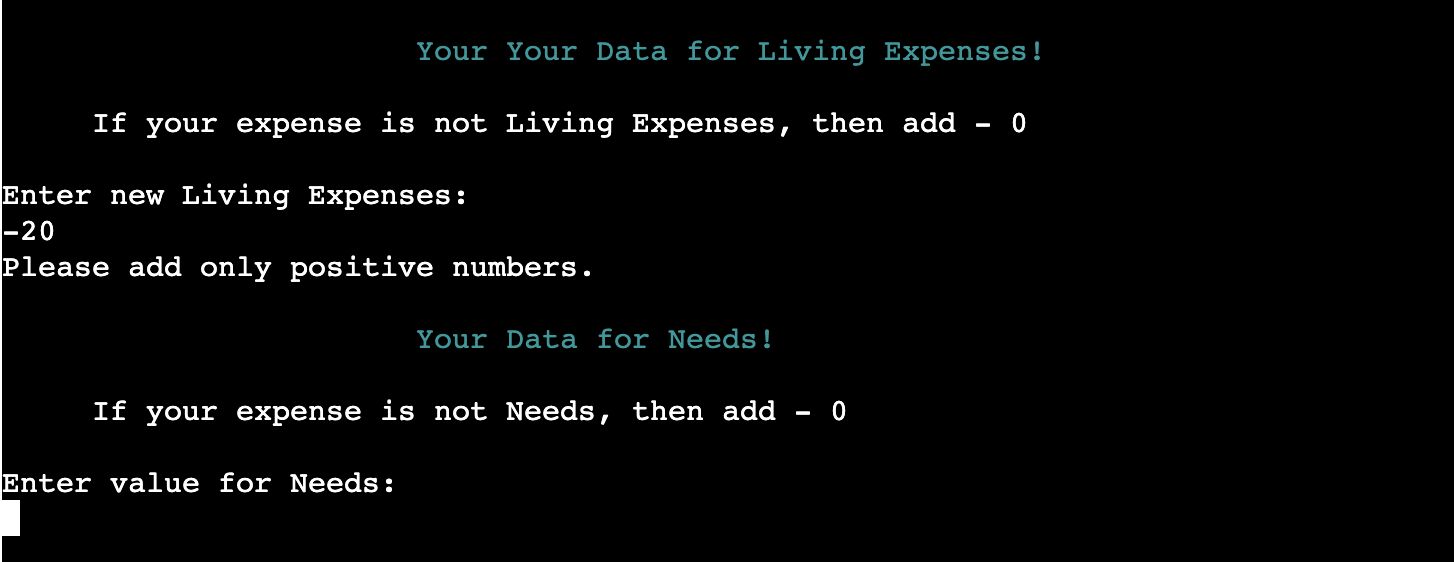 Your Your Data for Living Expenses!
If your expense is not Living Expenses, then add - 0
Enter new Living Expenses:
-20
Please add only positive numbers.
Your Data for Needs!
If your expense is not Needs, then add - 0
Enter value for Needs: